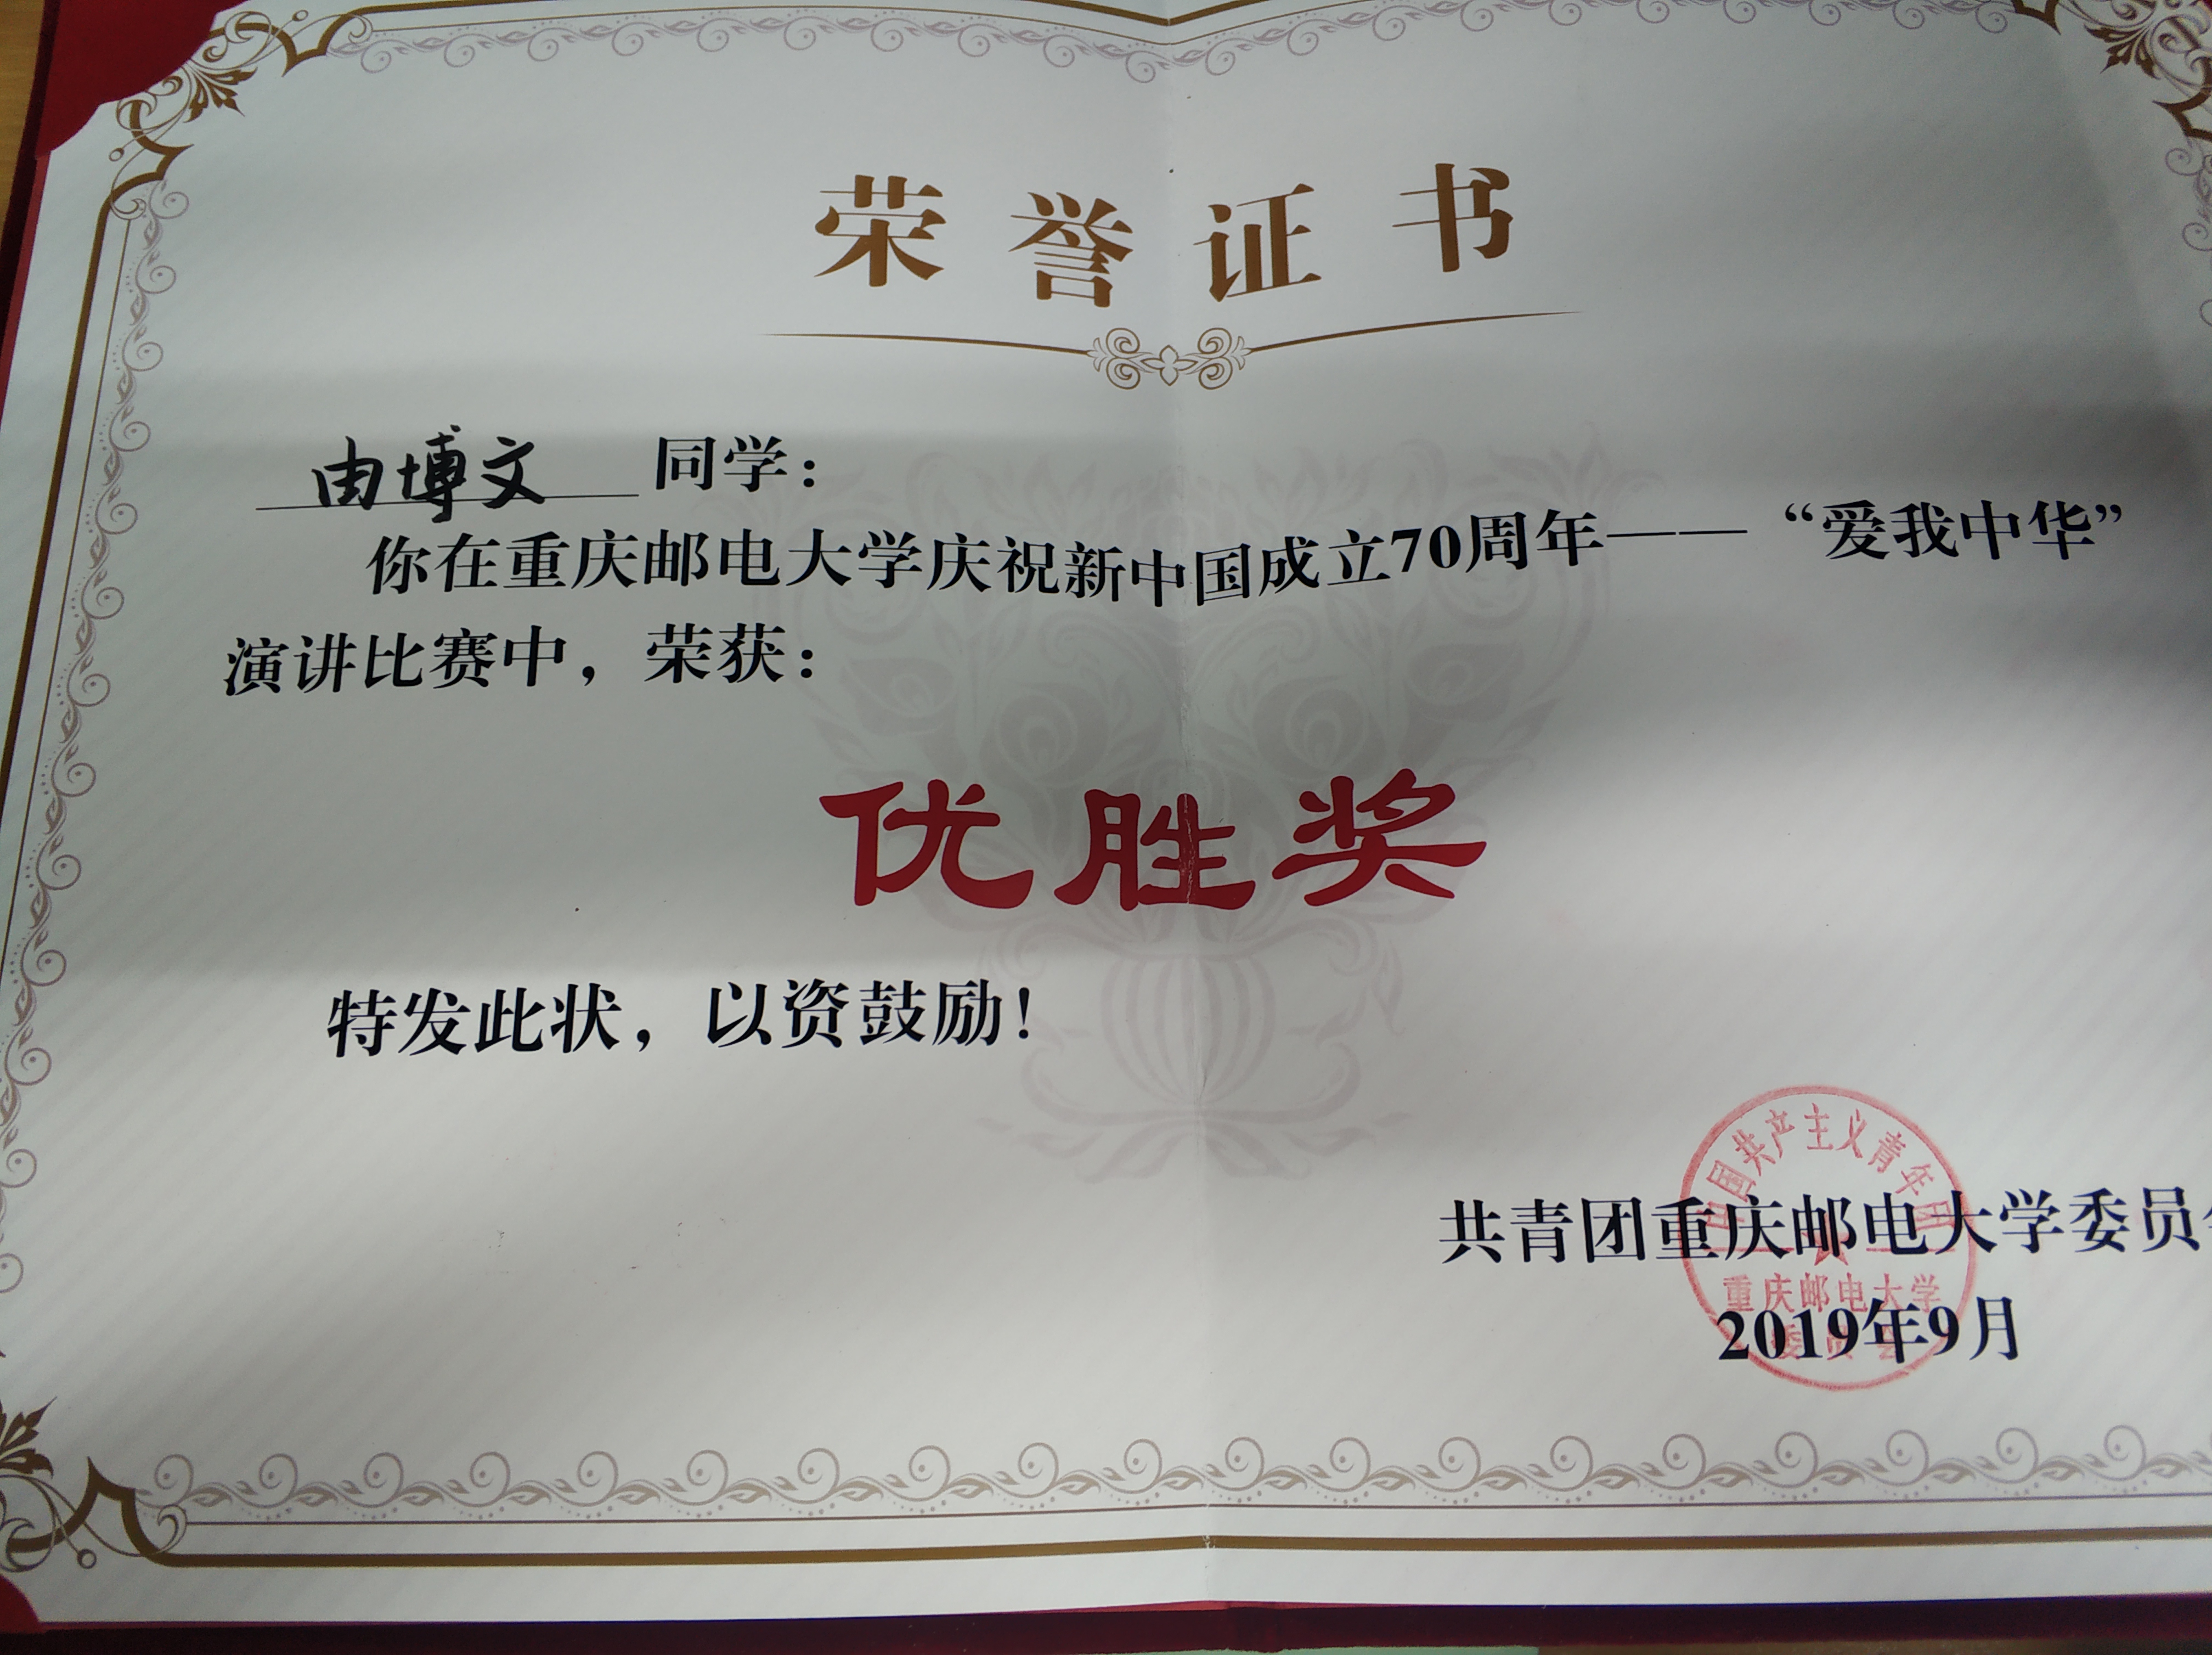 荣誉证书
由博文 同学：
你在重庆邮电大学庆祝新中国成立70周年——“爱我中华”
演讲比赛中，荣获：
优胜奖
特发此状，以资鼓励！
中国共产主义青年团
共青团重庆邮电大学委员
重庆邮电大学
2019年9月
委员会